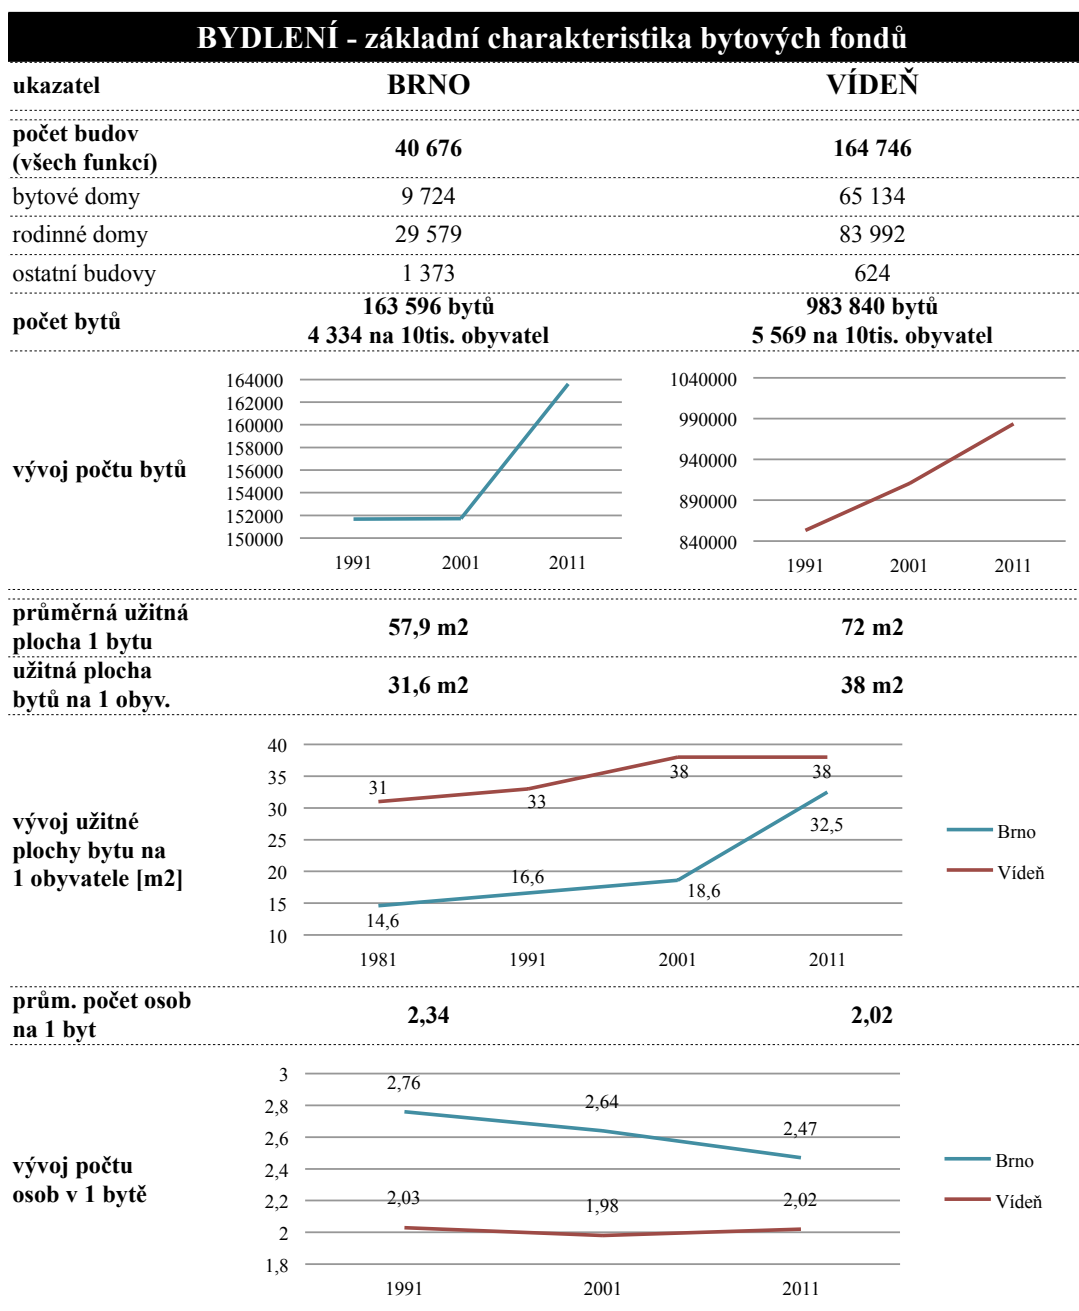 BYDLENÍ - základní charakteristika bytových fondů
ukazatel BRNO VÍDEŇ
počet budov
(všech funkcí) 40 676 164 746
bytové domy 9 724 65 134
rodinné domy 29 579 83 992
ostatní budovy 1 373 624
počet bytů
163 596 bytů 983 840 bytů
4 334 na 10tis. obyvatel 5 569 na 10tis. obyvatel
vývoj počtu bytů
164000
162000
160000
158000
156000
154000
152000
150000
1991 2001 2011
1040000
990000
940000
890000
840000
1991 2001 2011
průměrná užitná
plocha 1 bytu 57,9 m2 72 m2
užitná plocha
bytů na 1 obyv. 31,6 m2 38 m2
vývoj užitné
plochy bytu na
1 obyvatele [m2]
40
35
30
25
20
15
10
31 33 38 38
14,6 16,6 18,6 32,5
1981 1991 2001 2011
Brno
Vídeň
prům. počet osob
na 1 byt 2,34 2,02
vývoj počtu
osob v 1 bytě
3
2,8
2,6
2,4
2,2
2
1,8
2,76 2,64 2,47
2,03 1,98 2,02
1991 2001 2011
Brno
Vídeň